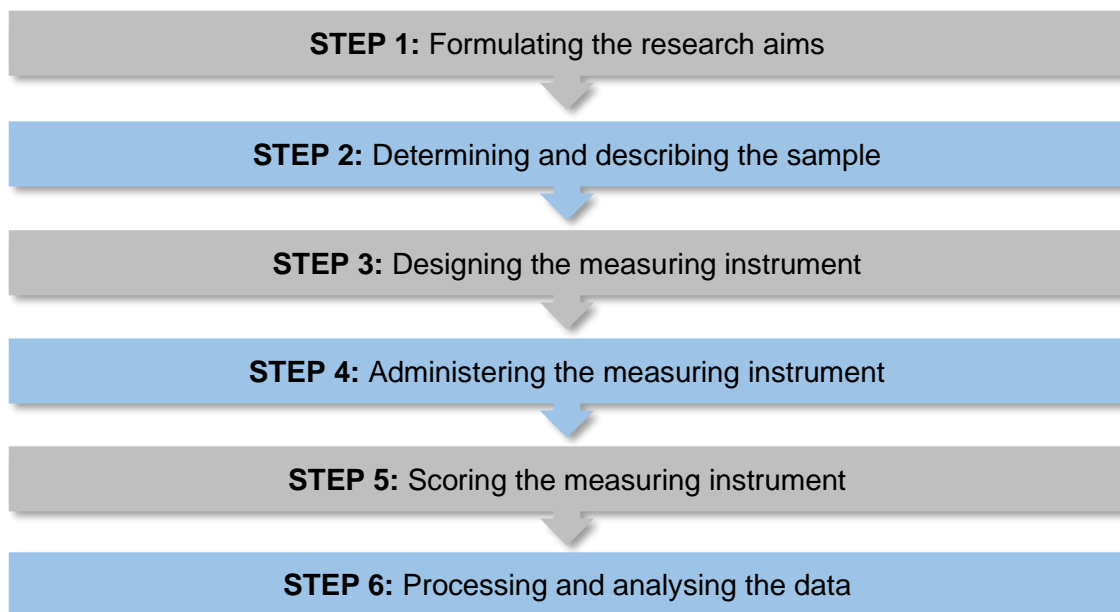 STEP 1: Formulating the research aims
STEP 2: Determining and describing the sample
STEP 3: Designing the measuring instrument
STEP 4: Administering the measuring instrument
STEP 5: Scoring the measuring instrument
STEP 6: Processing and analysing the data